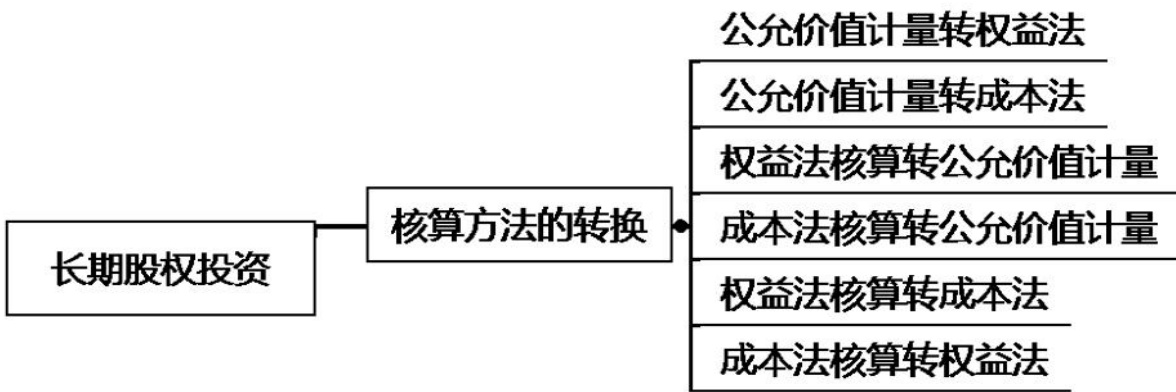 长期股权投资
核算方法的转换
公允价值计量转权益法
公允价值计量转成本法
权益法核算转公允价值计量
成本法核算转公允价值计量
权益法核算转成本法
成本法核算转权益法